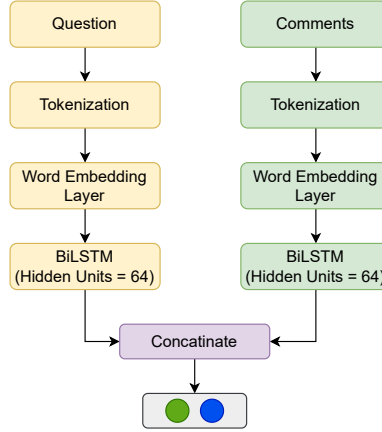 Question
Tokenization
Word Embedding
Layer
BiLSTM
(Hidden Units = 64)
Comments
Tokenization
Word Embedding
Layer
BiLSTM
(Hidden Units = 64)
Concatinate